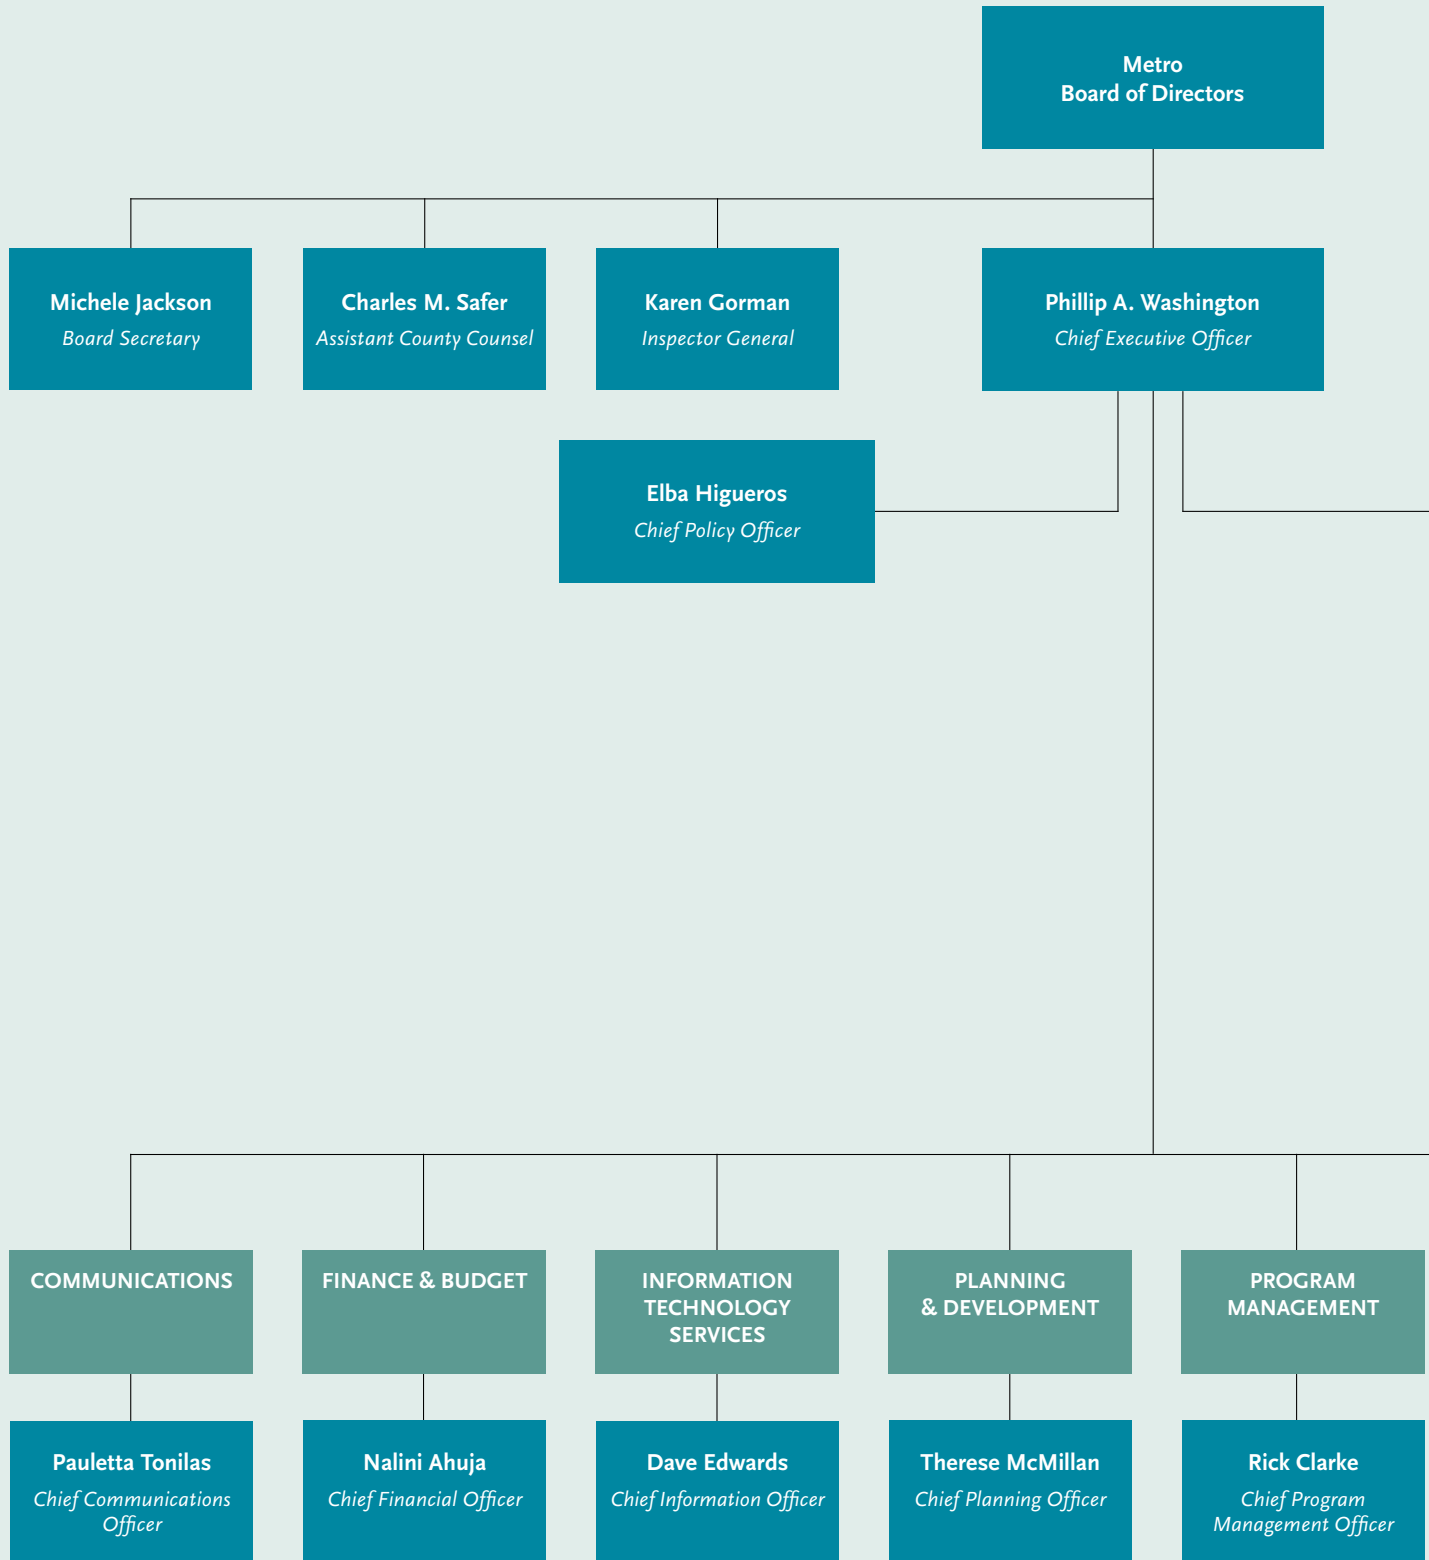 Metro
Board of Directors
Michele Jackson
Board Secretary
Charles M. Safer
Assistant County Counsel
Karen Gorman
Inspector General
Phillip A. Washington
Chief Executive Officer
Elba Higueros
Chief Policy Officer
COMMUNICATIONS
FINANCE & BUDGET
INFORMATION
TECHNOLOGY
SERVICES
PLANNING
& DEVELOPMENT
PROGRAM
MANAGEMENT
Pauletta Tonilas
Chief Communications
Officer
Nalini Ahuja
Chief Financial Officer
Dave Edwards
Chief Information Officer
Therese McMillan
Chief Planning Officer
Rick Clarke
Chief Program
Management Officer